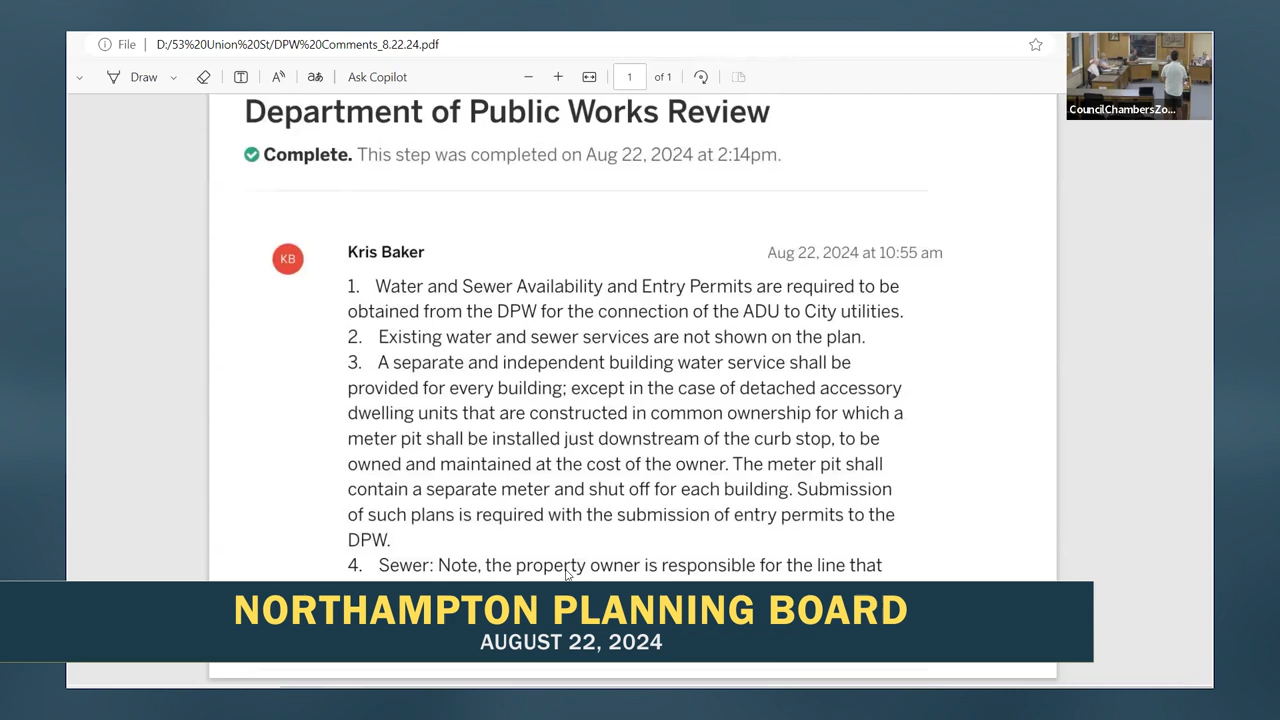 File D:/53%20Union%20St/DPW%20Comments_8.22.24.pdf
Draw Ask Copilot 1 of 1
CouncilChambersZo...
Department of Public Works Review
Complete. This step was completed on Aug 22, 2024 at 2:14pm.
KB Kris Baker Aug 22, 2024 at 10:55 am
1. Water and Sewer Availability and Entry Permits are required to be
obtained from the DPW for the connection of the ADU to City utilities.
2. Existing water and sewer services are not shown on the plan.
3. A separate and independent building water service shall be
provided for every building; except in the case of detached accessory
dwelling units that are constructed in common ownership for which a
meter pit shall be installed just downstream of the curb stop, to be
owned and maintained at the cost of the owner. The meter pit shall
contain a separate meter and shut off for each building. Submission
of such plans is required with the submission of entry permits to the
DPW.
4. Sewer: Note, the property owner is responsible for the line that
NORTHAMPTON PLANNING BOARD
AUGUST 22, 2024